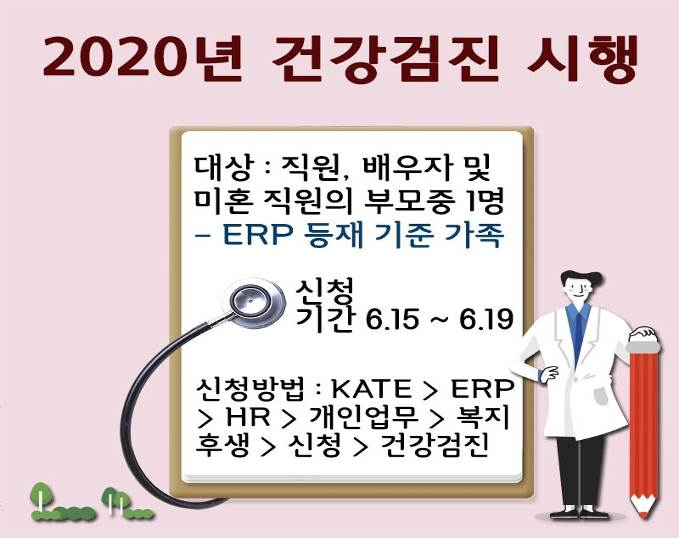 2020년 건강검진 시행
대상 : 직원, 배우자 및
미혼 직원의 부모중 1명
– ERP 등재 기준 가족
신청
기간 6.15 ~ 6.19
신청방법 : KATE > ERP
> HR > 개인업무 > 복지
후생 > 신청 > 건강검진